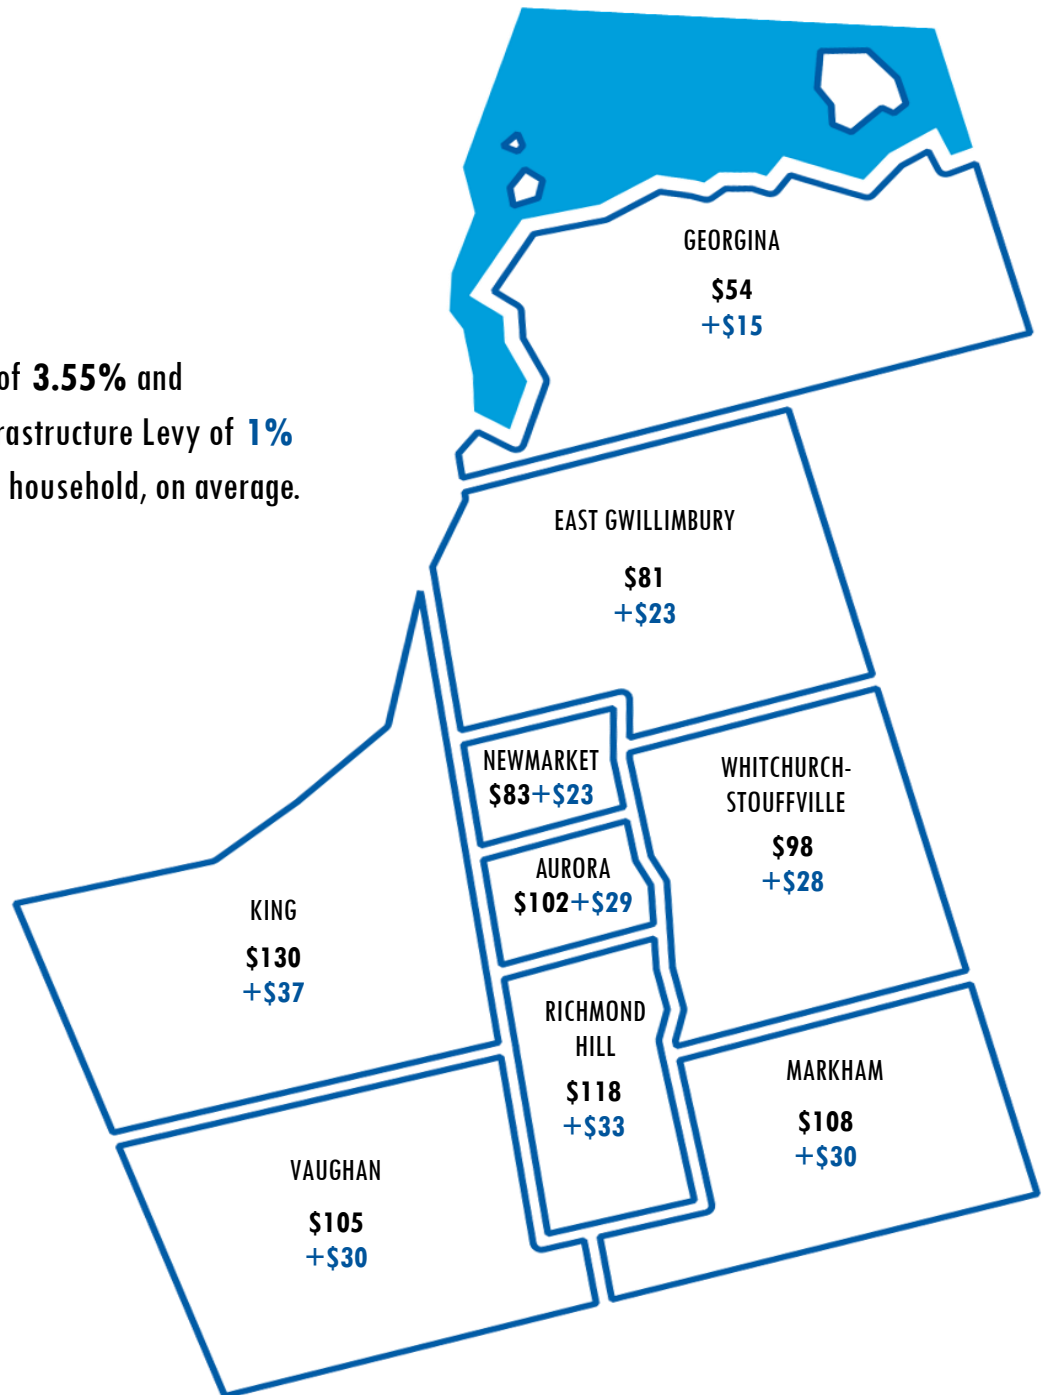 of 3.55% and
rastructure Levy of 1%
household, on average.
GEORGINA
$54
+$15
EAST GWILLIMBURY
$81
+$23
NEWMARKET
$83+$23
WHITCHURCH-
STOUFFVILLE
$98
+$28
AURORA
$102+$29
KING
$130
+$37
RICHMOND
HILL
$118
+$33
MARKHAM
$108
+$30
VAUGHAN
$105
+$30